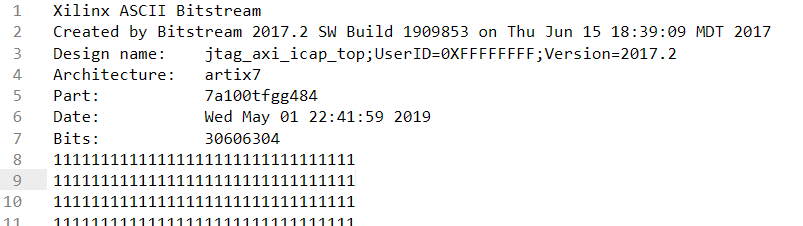 1 Xilinx ASCII Bitstream
2 Created by Bitstream 2017.2 SW Build 1909853 on Thu Jun 15 18:39:09 MDT 2017
3 Design name: jtag_axi_icap_top;UserID=0XFFFFFFFF;Version=2017.2
4 Architecture: artix7
5 Part: 7a100tfgg484
6 Date: Wed May 01 22:41:59 2019
7 Bits: 30606304
8 11111111111111111111111111111111
9 11111111111111111111111111111111
10 11111111111111111111111111111111
11 11111111111111111111111111111111